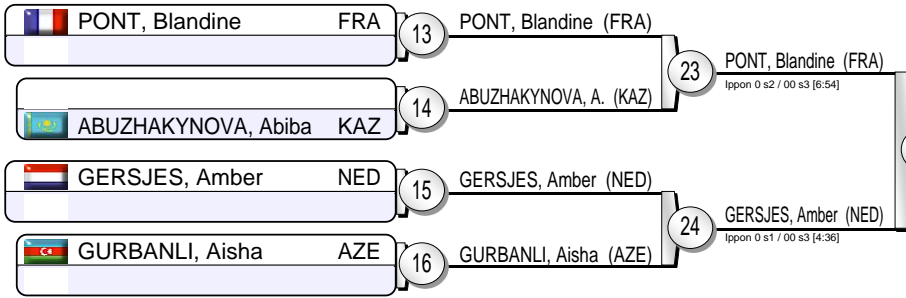 PONT, Blandine FRA
13
PONT, Blandine (FRA)
23
PONT, Blandine (FRA)
Ippon 0 s2 / 00 s3 [6:54]
ABUZHAKYNOVA, Abiba KAZ
14
ABUZHAKYNOVA, A. (KAZ)
GERSJES, Amber NED
15
GERSJES, Amber (NED)
24
GERSJES, Amber (NED)
Ippon 0 s1 / 00 s3 [4:36]
GURBANLI, Aisha AZE
16
GURBANLI, Aisha (AZE)